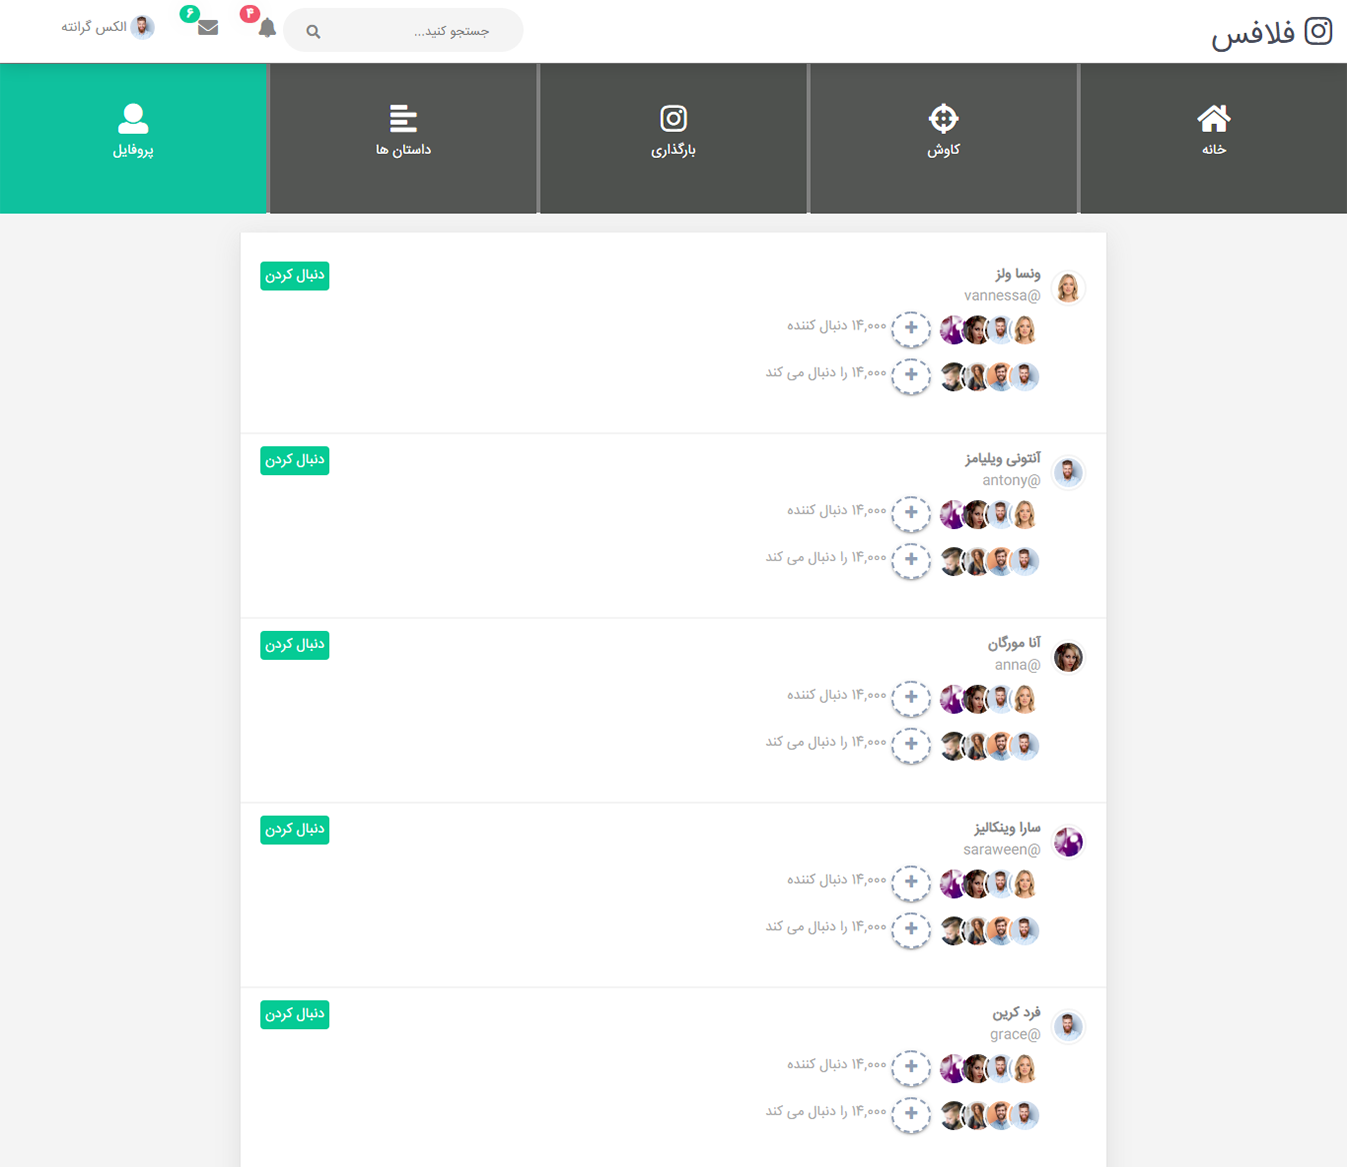 فلافس
جستجو کنید...
۴
۶
الکس گرانته
خانه
کاوش
بارگذاری
داستان ها
پروفایل
ونسا ولز
@vannessa
۱۴,۰۰۰ دنبال کننده
۱۴,۰۰۰ را دنبال می کند
دنبال کردن
آنتونی ویلیامز
@antony
۱۴,۰۰۰ دنبال کننده
۱۴,۰۰۰ را دنبال می کند
دنبال کردن
آنا مورگان
@anna
۱۴,۰۰۰ دنبال کننده
۱۴,۰۰۰ را دنبال می کند
دنبال کردن
سارا وینکالیز
@saraween
۱۴,۰۰۰ دنبال کننده
۱۴,۰۰۰ را دنبال می کند
دنبال کردن
فرد کرین
@grace
۱۴,۰۰۰ دنبال کننده
۱۴,۰۰۰ را دنبال می کند
دنبال کردن